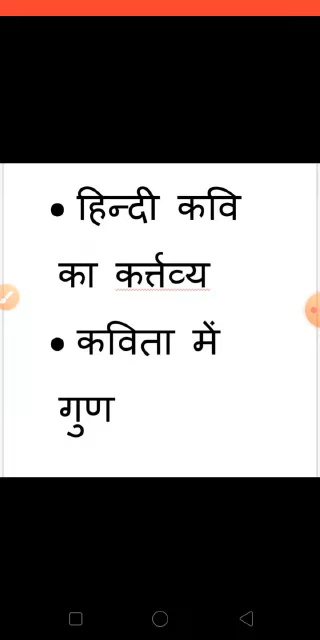 • हिन्दी कवि
का कर्त्तव्य
• कविता में
गुण